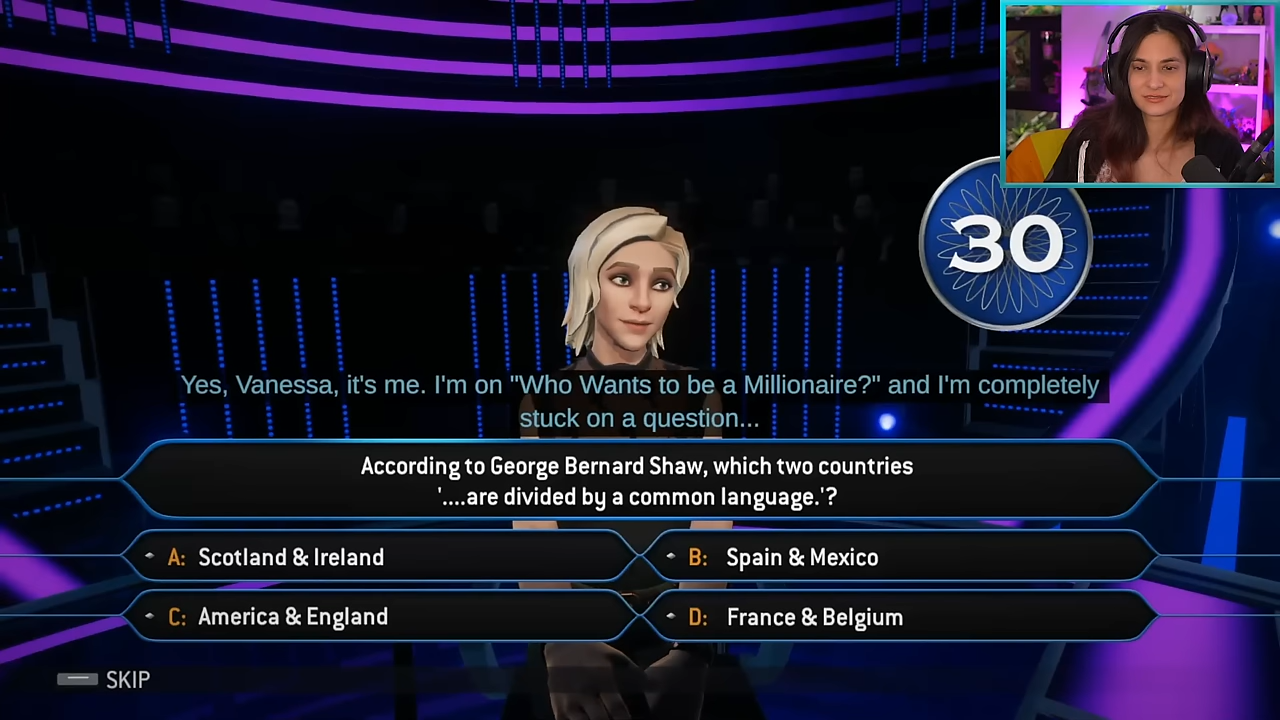 30
Yes, Vanessa, it's me. I'm on "Who Wants to be a Millionaire?" and I'm completely
stuck on a question...
According to George Bernard Shaw, which two countries
'....are divided by a common language.'?
A: Scotland & Ireland
B: Spain & Mexico
C: America & England
D: France & Belgium
SKIP